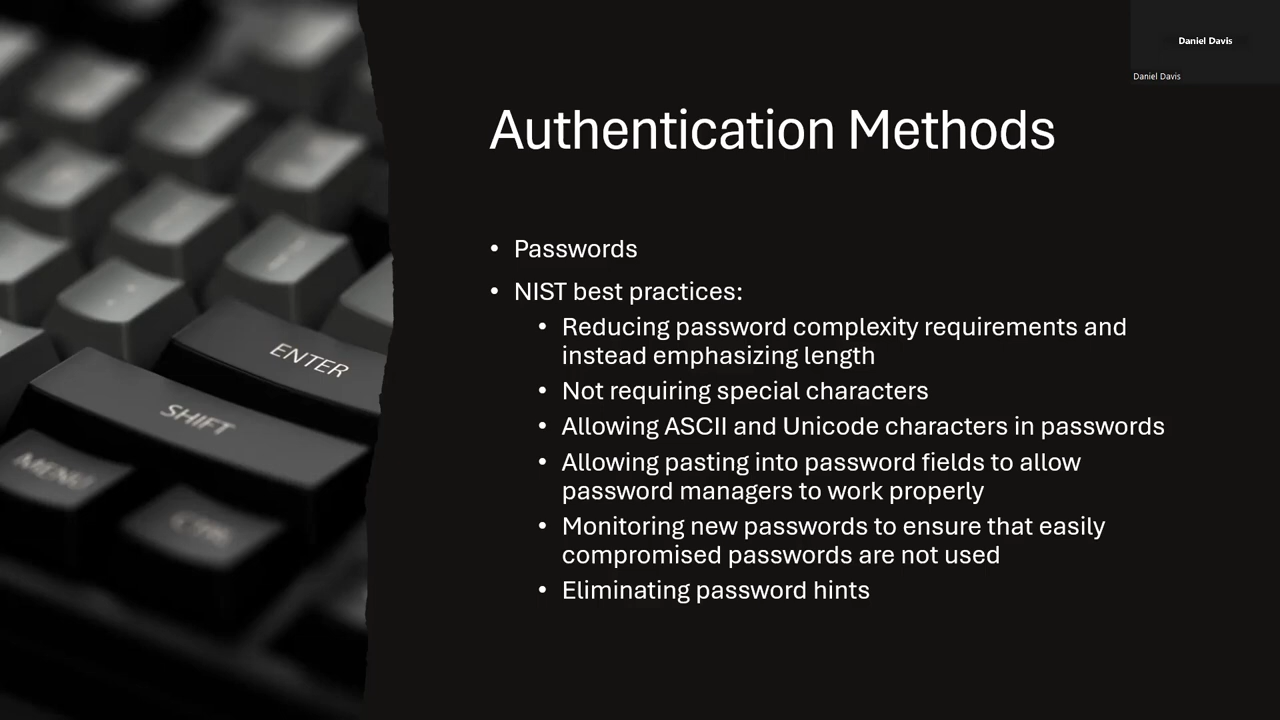 Daniel Davis
Daniel Davis
Authentication Methods
• Passwords
• NIST best practices:
• Reducing password complexity requirements and
instead emphasizing length
• Not requiring special characters
• Allowing ASCII and Unicode characters in passwords
• Allowing pasting into password fields to allow
password managers to work properly
• Monitoring new passwords to ensure that easily
compromised passwords are not used
• Eliminating password hints
ENTER
SHIFT
MENU
CTRL